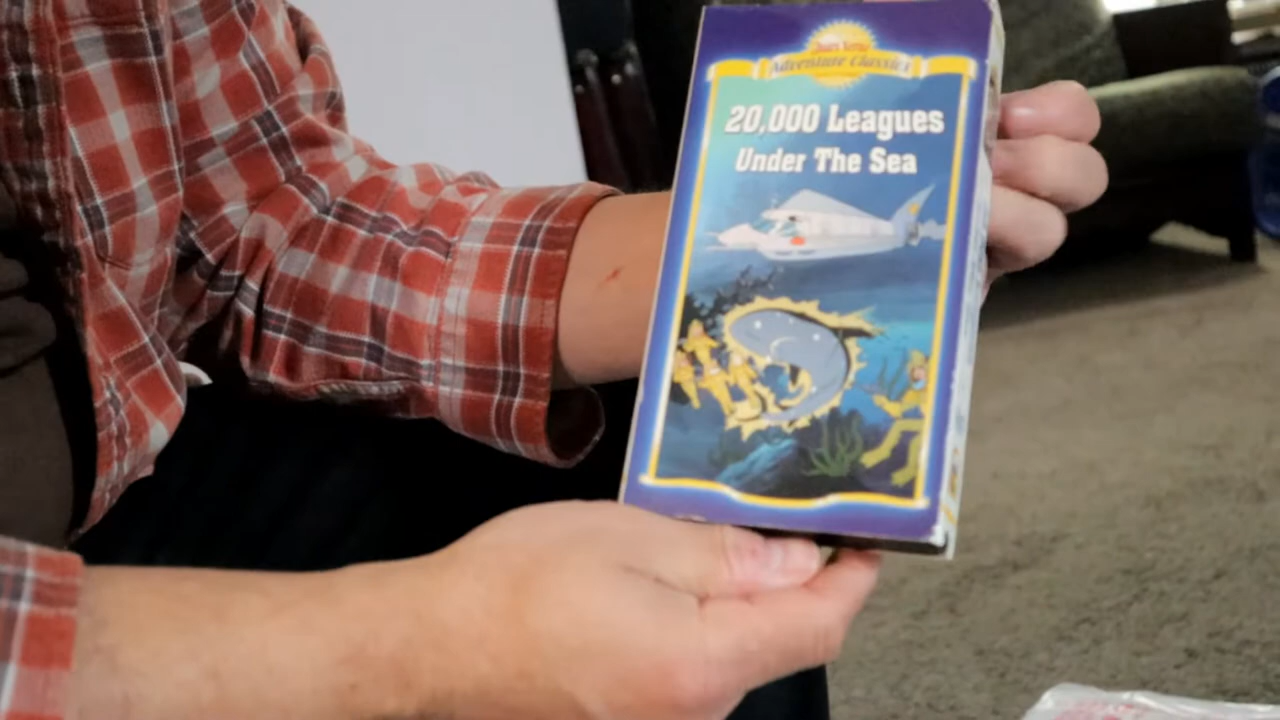 Jules Verne
Adventure Classics
20,000 Leagues
Under The Sea